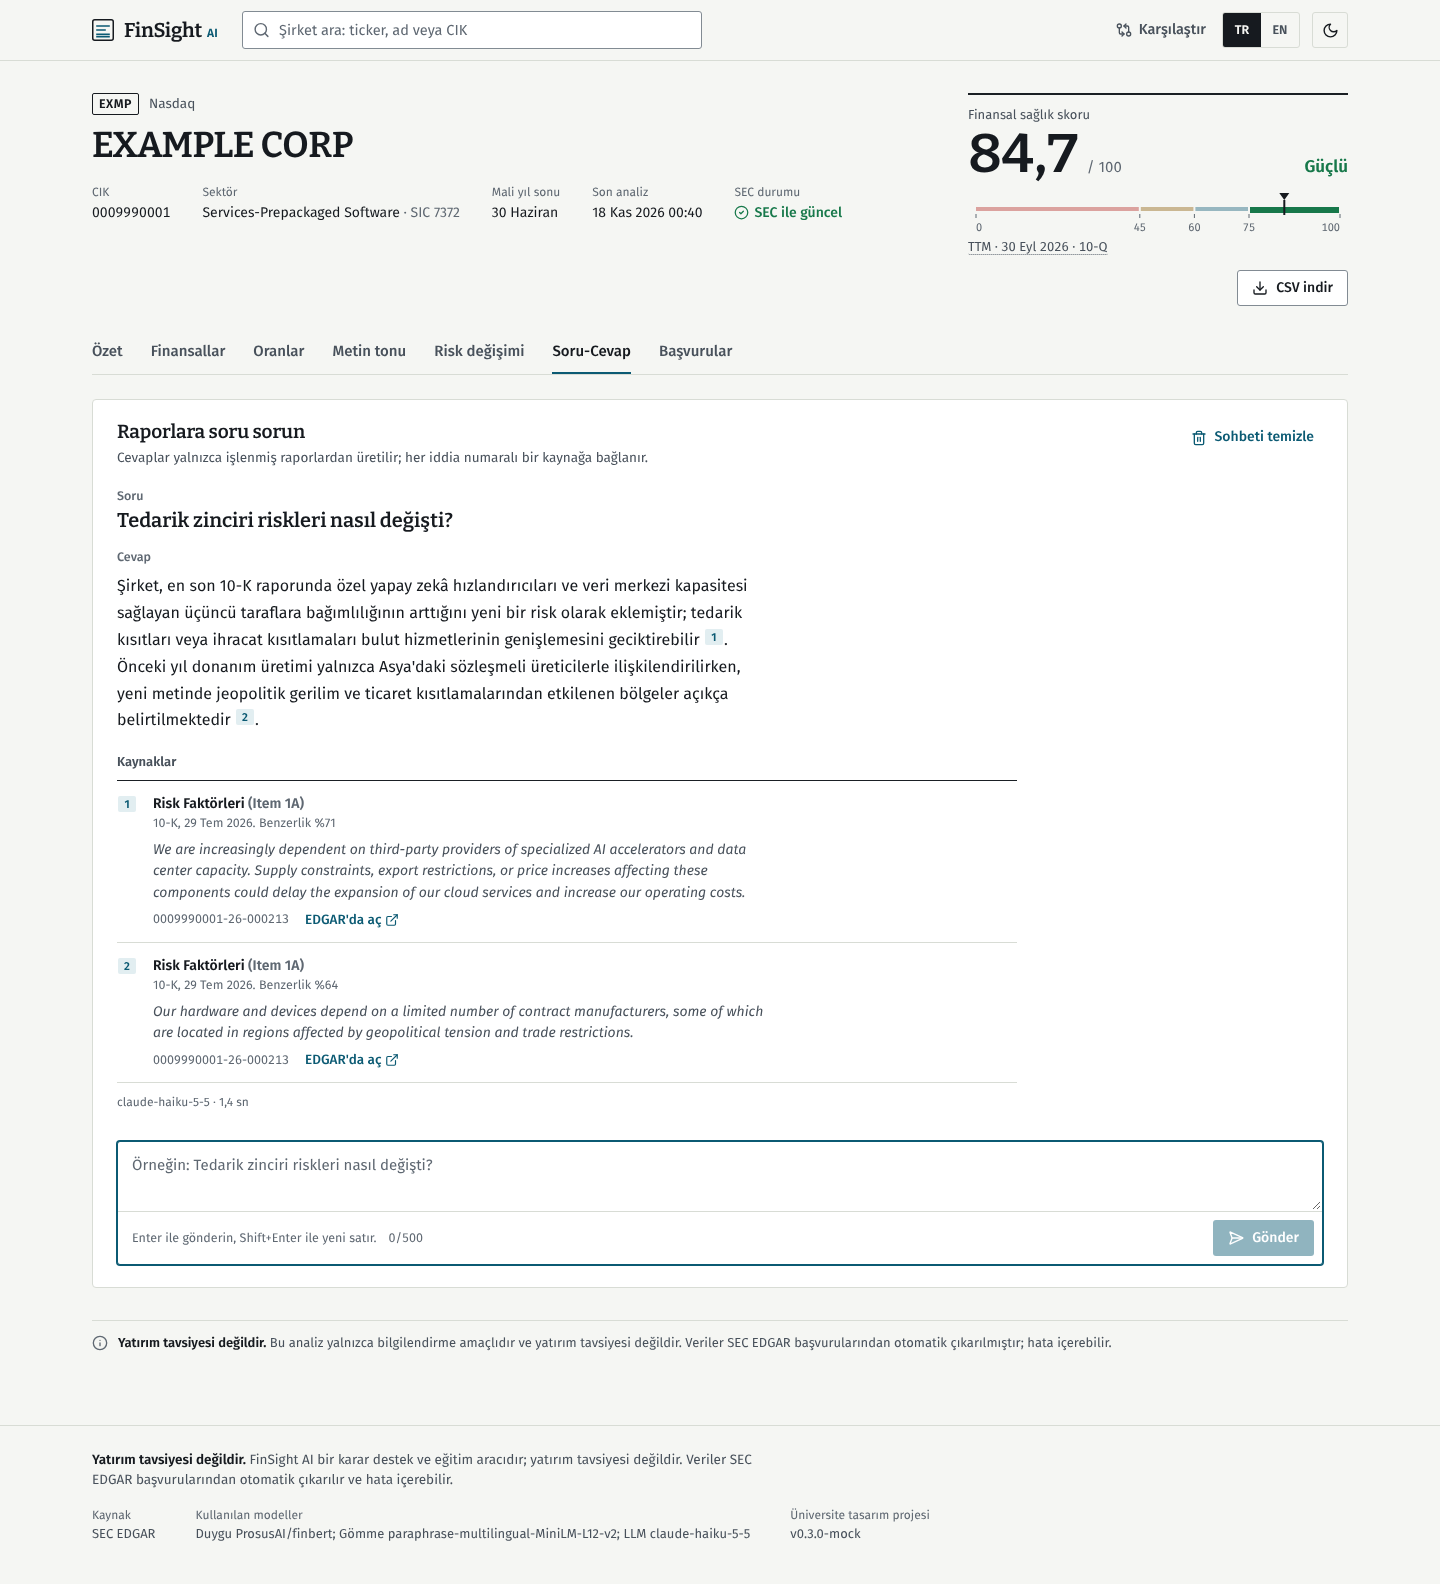 FinSight AI
Şirket ara: ticker, ad veya CIK
Karşılaştır
TR EN
EXMP Nasdaq
EXAMPLE CORP
CIK
0009990001
Sektör
Services-Prepackaged Software · SIC 7372
Mali yıl sonu
30 Haziran
Son analiz
18 Kas 2026 00:40
SEC durumu
SEC ile güncel
Finansal sağlık skoru
84,7 / 100 Güçlü
0 45 60 75 100
TTM · 30 Eyl 2026 · 10-Q
CSV indir
Özet Finansallar Oranlar Metin tonu Risk değişimi Soru-Cevap Başvurular
Raporlara soru sorun
Sohbeti temizle
Cevaplar yalnızca işlenmiş raporlardan üretilir; her iddia numaralı bir kaynağa bağlanır.
Soru
Tedarik zinciri riskleri nasıl değişti?
Cevap
Şirket, en son 10-K raporunda özel yapay zekâ hızlandırıcıları ve veri merkezi kapasitesi
sağlayan üçüncü taraflara bağımlılığının arttığını yeni bir risk olarak eklemiştir; tedarik
kısıtları veya ihracat kısıtlamaları bulut hizmetlerinin genişlemesini geciktirebilir 1.
Önceki yıl donanım üretimi yalnızca Asya'daki sözleşmeli üreticilerle ilişkilendirilirken,
yeni metinde jeopolitik gerilim ve ticaret kısıtlamalarından etkilenen bölgeler açıkça
belirtilmektedir 2.
Kaynaklar
1 Risk Faktörleri (Item 1A)
10-K, 29 Tem 2026. Benzerlik %71
We are increasingly dependent on third-party providers of specialized AI accelerators and data
center capacity. Supply constraints, export restrictions, or price increases affecting these
components could delay the expansion of our cloud services and increase our operating costs.
0009990001-26-000213 EDGAR'da aç
2 Risk Faktörleri (Item 1A)
10-K, 29 Tem 2026. Benzerlik %64
Our hardware and devices depend on a limited number of contract manufacturers, some of which
are located in regions affected by geopolitical tension and trade restrictions.
0009990001-26-000213 EDGAR'da aç
claude-haiku-5-5 · 1,4 sn
Örneğin: Tedarik zinciri riskleri nasıl değişti?
Enter ile gönderin, Shift+Enter ile yeni satır. 0/500
Gönder
Yatırım tavsiyesi değildir. Bu analiz yalnızca bilgilendirme amaçlıdır ve yatırım tavsiyesi değildir. Veriler SEC EDGAR başvurularından otomatik çıkarılmıştır; hata içerebilir.
Yatırım tavsiyesi değildir. FinSight AI bir karar destek ve eğitim aracıdır; yatırım tavsiyesi değildir. Veriler SEC
EDGAR başvurularından otomatik çıkarılır ve hata içerebilir.
Kaynak
SEC EDGAR
Kullanılan modeller
Duygu ProsusAI/finbert; Gömme paraphrase-multilingual-MiniLM-L12-v2; LLM claude-haiku-5-5
Üniversite tasarım projesi
v0.3.0-mock